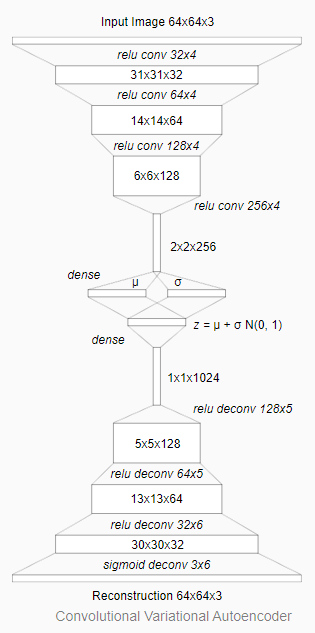 Input Image 64x64x3
relu conv 32x4
31x31x32
relu conv 64x4
14x14x64
relu conv 128x4
6x6x128
relu conv 256x4
2x2x256
dense
μ
σ
z = μ + σ N(0, 1)
dense
1x1x1024
relu deconv 128x5
5x5x128
relu deconv 64x5
13x13x64
relu deconv 32x6
30x30x32
sigmoid deconv 3x6
Reconstruction 64x64x3
Convolutional Variational Autoencoder